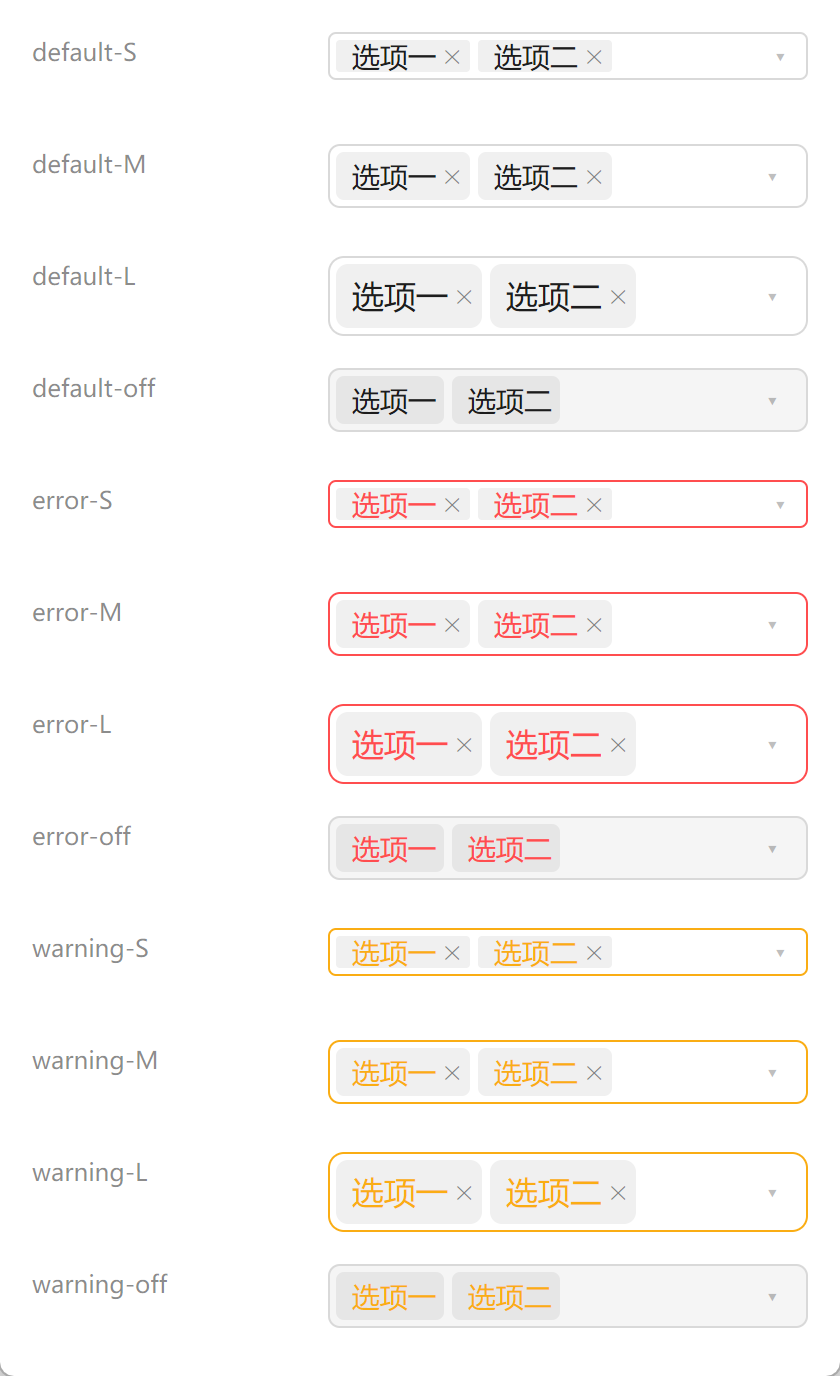 default-S 选项一 × 选项二 × ▼
default-M 选项一 × 选项二 × ▼
default-L 选项一 × 选项二 × ▼
default-off 选项一 选项二 ▼
error-S 选项一 × 选项二 × ▼
error-M 选项一 × 选项二 × ▼
error-L 选项一 × 选项二 × ▼
error-off 选项一 选项二 ▼
warning-S 选项一 × 选项二 × ▼
warning-M 选项一 × 选项二 × ▼
warning-L 选项一 × 选项二 × ▼
warning-off 选项一 选项二 ▼